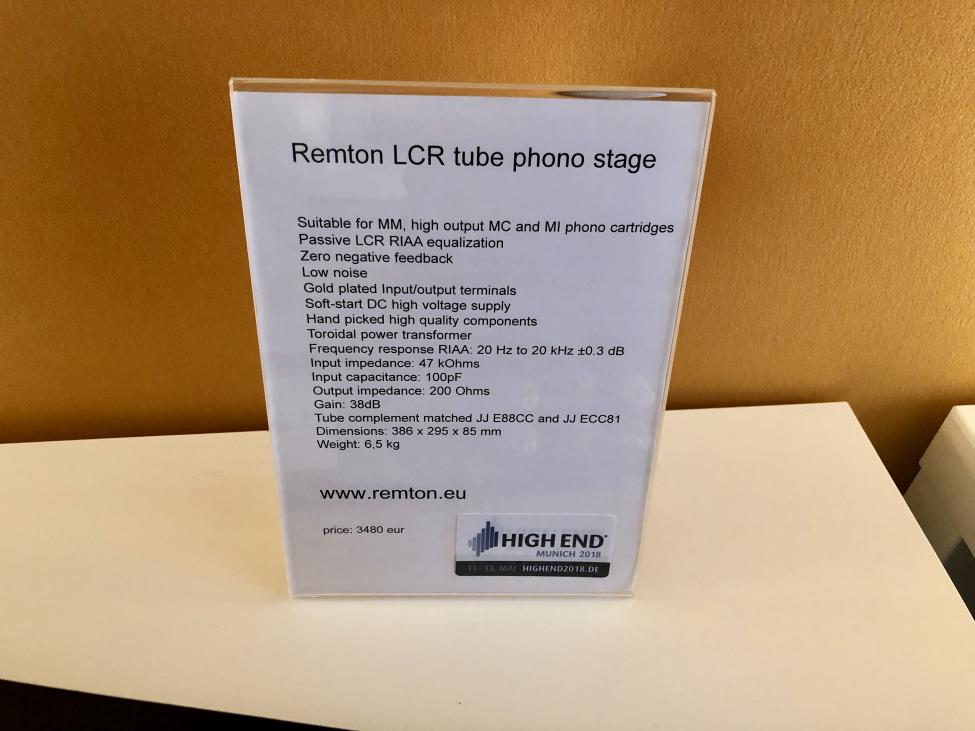 Remton LCR tube phono stage
Suitable for MM, high output MC and MI phono cartridges
Passive LCR RIAA equalization
Zero negative feedback
Low noise
Gold plated Input/output terminals
Soft-start DC high voltage supply
Hand picked high quality components
Toroidal power transformer
Frequency response RIAA: 20 Hz to 20 kHz ±0.3 dB
Input impedance: 47 kOhms
Input capacitance: 100pF
Output impedance: 200 Ohms
Gain: 38dB
Tube complement matched JJ E88CC and JJ ECC81
Dimensions: 386 x 295 x 85 mm
Weight: 6,5 kg
www.remton.eu
price: 3480 eur
HIGH END®
MUNICH 2018
11.-13. MAI HIGHEND2018.DE